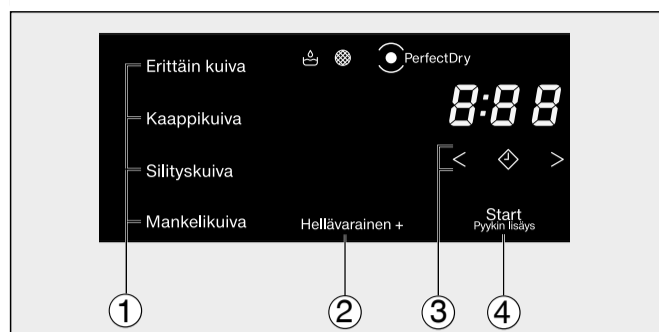 Erittäin kuiva
Kaappikuiva
Silityskuiva
Mankelikuiva
PerfectDry
8:88
< >
Hellävarainen +
Start
Pyykin lisäys
1
2
3
4